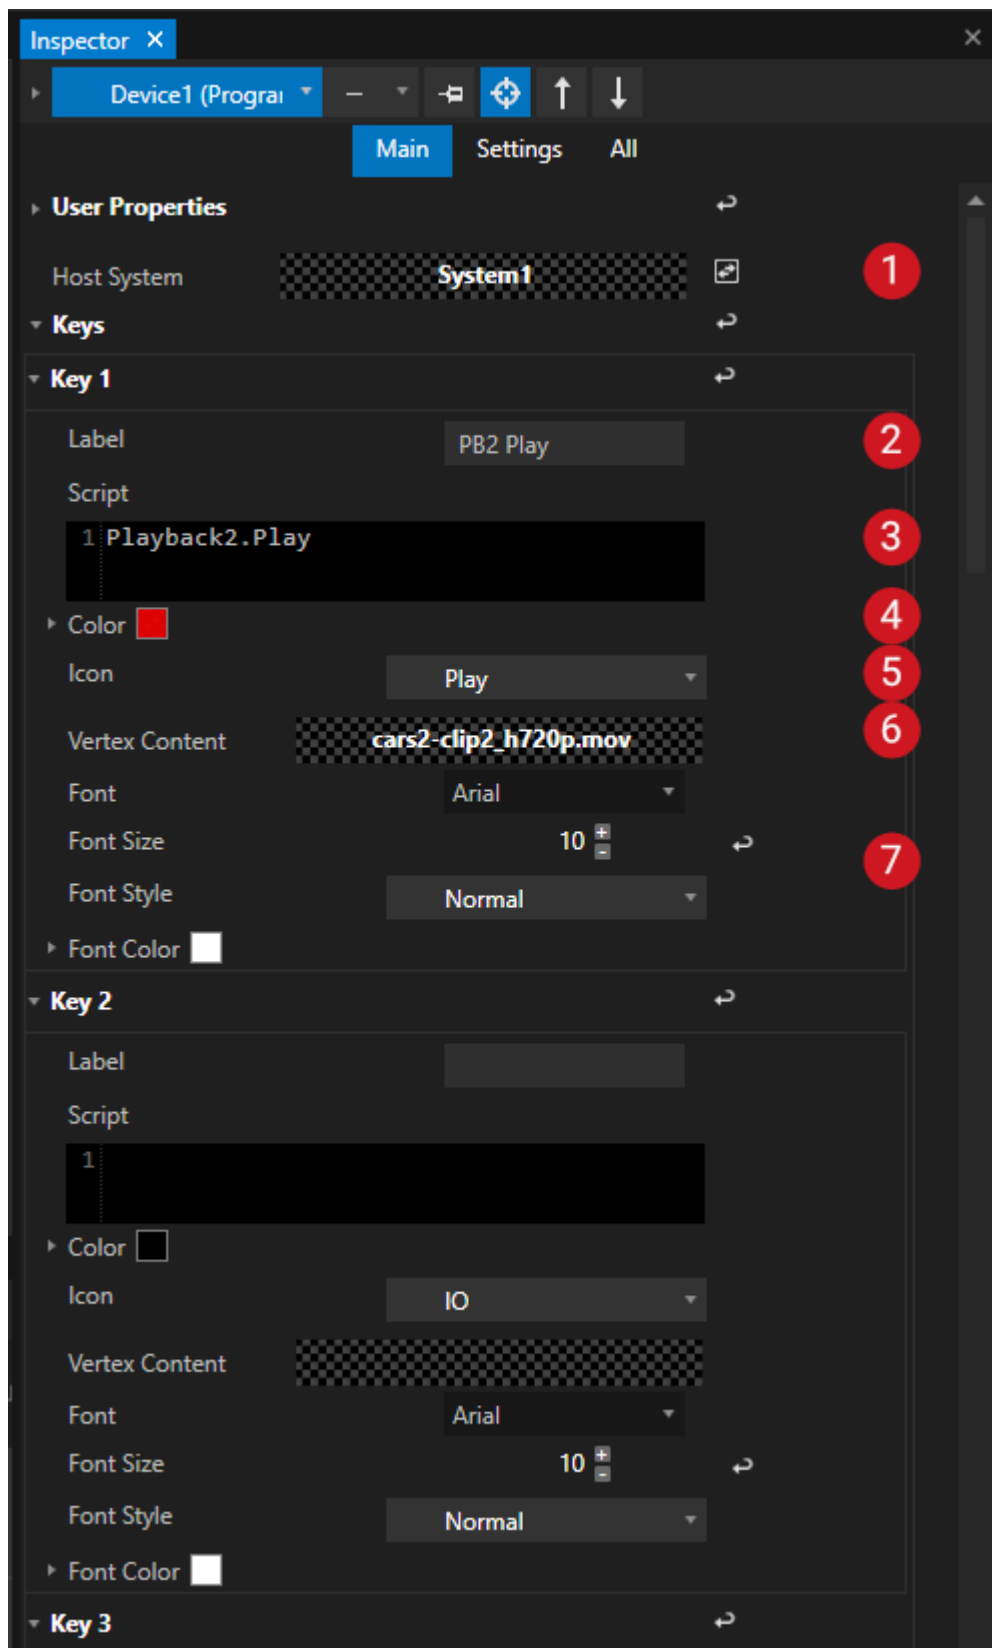 Inspector
Device1 (Program
Main Settings All
User Properties
Host System System1 1
Keys
Key 1
Label PB2 Play 2
Script
1 Playback2.Play 3
Color 4
Icon Play 5
Vertex Content cars2-clip2_h720p.mov 6
Font Arial
Font Size 10 7
Font Style Normal
Font Color
Key 2
Label
Script
1
Color
Icon IO
Vertex Content
Font Arial
Font Size 10
Font Style Normal
Font Color
Key 3